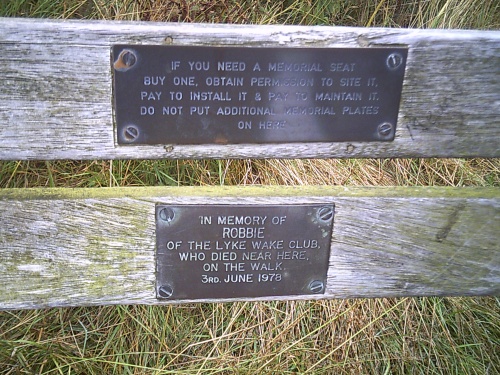 IF YOU NEED A MEMORIAL SEAT
BUY ONE, OBTAIN PERMISSION TO SITE IT,
PAY TO INSTALL IT & PAY TO MAINTAIN IT.
DO NOT PUT ADDITIONAL MEMORIAL PLATES
ON HERE
IN MEMORY OF
ROBBIE
OF THE LYKE WAKE CLUB,
WHO DIED NEAR HERE,
ON THE WALK.
3RD. JUNE 1978